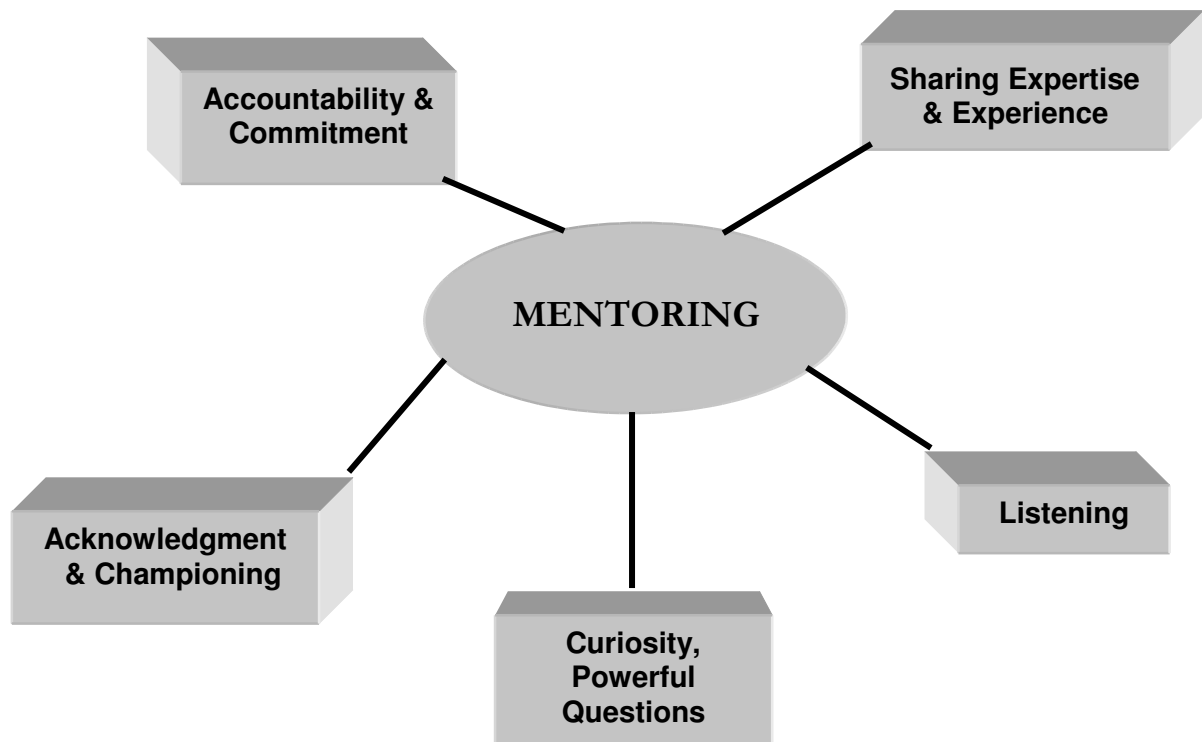 Accountability &
Commitment
Sharing Expertise
& Experience
MENTORING
Acknowledgment
& Championing
Listening
Curiosity,
Powerful
Questions